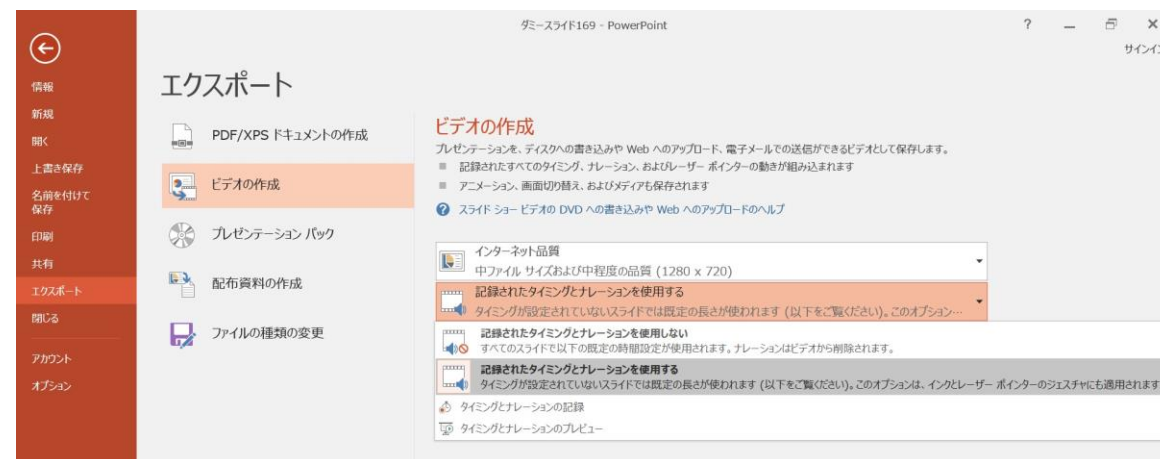 ダミースライド169 - PowerPoint
?
サインイン
情報
新規
開く
上書き保存
名前を付けて
保存
印刷
共有
エクスポート
閉じる
アカウント
オプション
エクスポート
PDF/XPS ドキュメントの作成
ビデオの作成
プレゼンテーション パック
配布資料の作成
ファイルの種類の変更
ビデオの作成
プレゼンテーションを、ディスクへの書き込みや Web へのアップロード、電子メールでの送信ができるビデオとして保存します。
記録されたすべてのタイミング、ナレーション、およびレーザー ポインターの動きが組み込まれます
アニメーション、画面切り替え、およびメディアも保存されます
スライド ショー ビデオの DVD への書き込みや Web へのアップロードのヘルプ
インターネット品質
中ファイル サイズおよび中程度の品質 (1280 x 720)
記録されたタイミングとナレーションを使用する
タイミングが設定されていないスライドでは既定の長さが使われます (以下をご覧ください)。このオプション…
記録されたタイミングとナレーションを使用しない
すべてのスライドで以下の既定の時間設定が使用されます。ナレーションはビデオから削除されます。
記録されたタイミングとナレーションを使用する
タイミングが設定されていないスライドでは既定の長さが使われます (以下をご覧ください)。このオプションは、インクとレーザー ポインターのジェスチャにも適用されます
タイミングとナレーションの記録
タイミングとナレーションのプレビュー